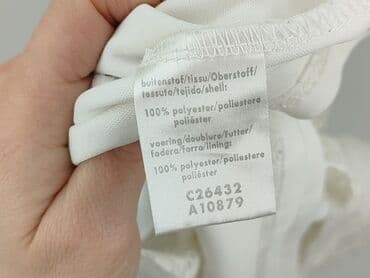 buitenstof/tissu/Oberstoff/
tessuto/tejido/shell:
100% polyester/poliestere
poliéster
voering/doublure/Futter/
fodera/forro/lining:
100% polyester/poliestere
poliéster
C26432
A10879